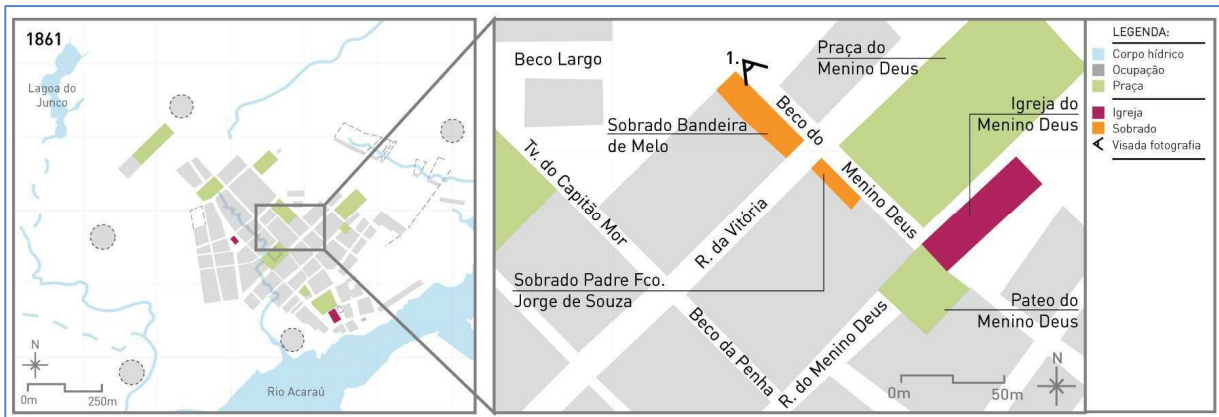 1861
Lagoa do
Junco
Rio Acaraú
N
0m 250m
Beco Largo
1.
Praça do
Menino Deus
Igreja do
Menino Deus
Sobrado Bandeira
de Melo
Beco do
Menino Deus
Tv. do Capitão Mor
R. da Vitória
Sobrado Padre Fco.
Jorge de Souza
Beco da Penha
R. do Menino Deus
Pateo do
Menino Deus
0m 50m
N
LEGENDA:
Corpo hídrico
Ocupação
Praça
Igreja
Sobrado
Visada fotografia